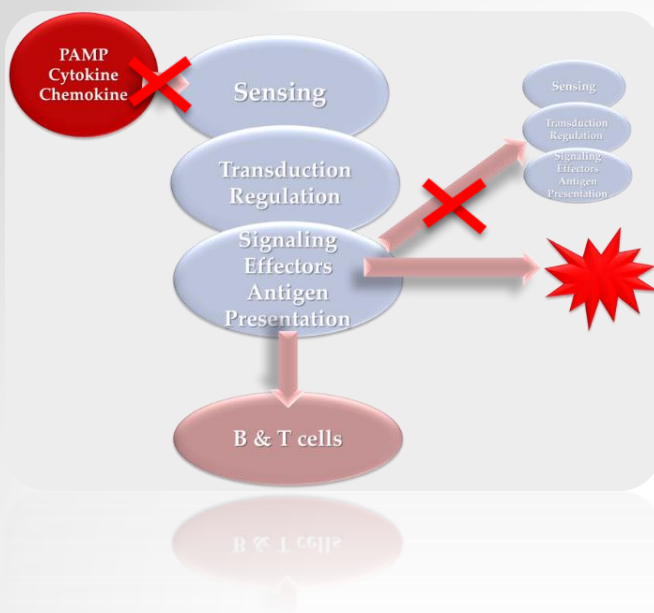 PAMP
Cytokine
Chemokine
Sensing
Transduction
Regulation
Signaling
Effectors
Antigen
Presentation
B & T cells
Sensing
Transduction
Regulation
Signaling
Effectors
Antigen
Presentation